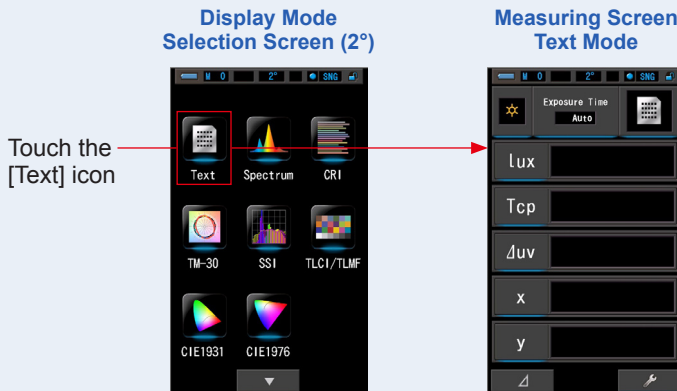 Display Mode
Selection Screen (2°)
Measuring Screen
Text Mode
Touch the
[Text] icon
M 0 2° SNG
Text Spectrum CRI
TM-30 SSI TLCI/TLMF
CIE1931 CIE1976
▼
M 0 2° SNG
Exposure Time
Auto
lux
Tcp
⊿uv
x
y
⊿